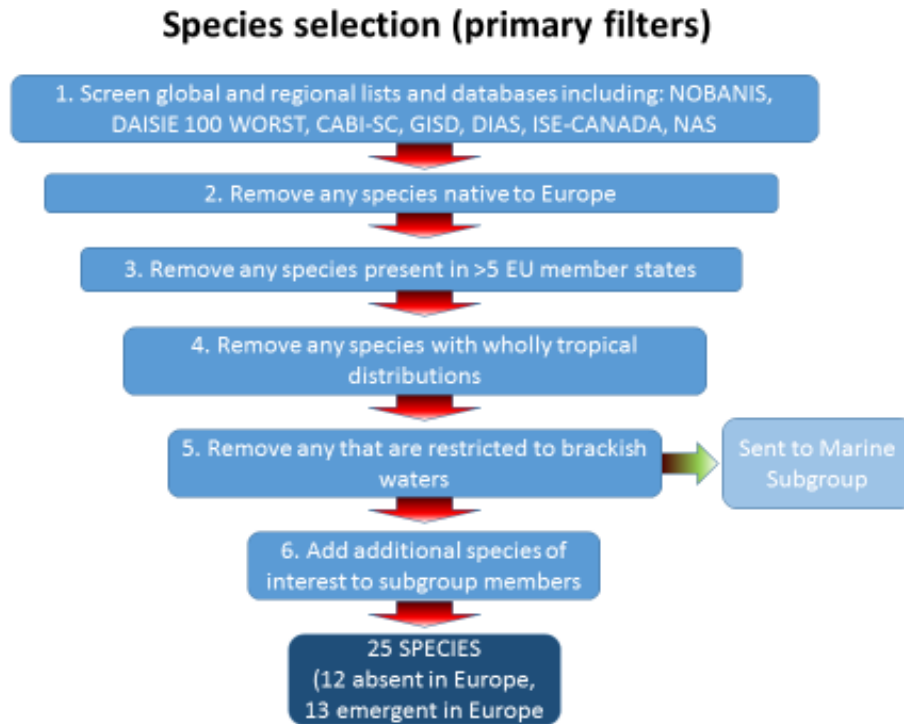 Species selection (primary filters)
1. Screen global and regional lists and databases including: NOBANIS,
DAISIE 100 WORST, CABI-SC, GISD, DIAS, ISE-CANADA, NAS
2. Remove any species native to Europe
3. Remove any species present in >5 EU member states
4. Remove any species with wholly tropical
distributions
5. Remove any that are restricted to brackish
waters
Sent to Marine
Subgroup
6. Add additional species of
interest to subgroup members
25 SPECIES
(12 absent in Europe,
13 emergent in Europe